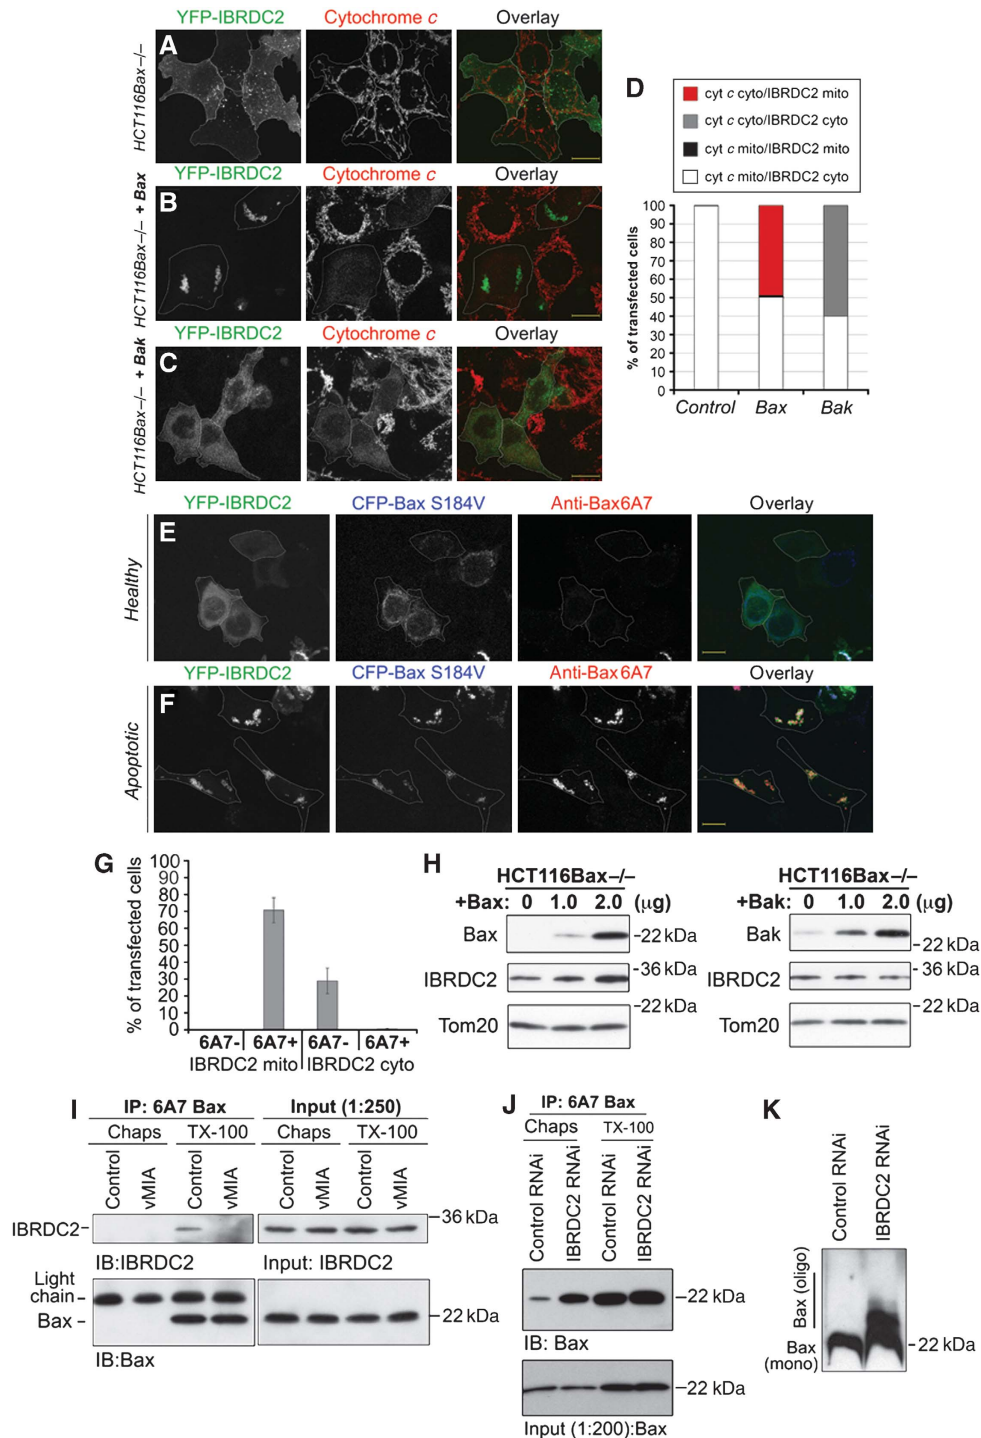 YFP-IBRDC2 Cytochrome c Overlay
A
HCT116Bax–/–
YFP-IBRDC2 Cytochrome c Overlay
B
HCT116Bax–/– + Bax
YFP-IBRDC2 Cytochrome c Overlay
C
HCT116Bax–/– + Bak
D
cyt c cyto/IBRDC2 mito
cyt c cyto/IBRDC2 cyto
cyt c mito/IBRDC2 mito
cyt c mito/IBRDC2 cyto
% of transfected cells
100
90
80
70
60
50
40
30
20
10
0
Control Bax Bak
YFP-IBRDC2 CFP-Bax S184V Anti-Bax6A7 Overlay
E
Healthy
YFP-IBRDC2 CFP-Bax S184V Anti-Bax6A7 Overlay
F
Apoptotic
G
% of transfected cells
100
90
80
70
60
50
40
30
20
10
0
6A7- 6A7+ 6A7- 6A7+
IBRDC2 mito IBRDC2 cyto
H
HCT116Bax–/–
+Bax: 0 1.0 2.0 (µg)
Bax
-22 kDa
-36 kDa
IBRDC2
-22 kDa
Tom20
HCT116Bax–/–
+Bak: 0 1.0 2.0 (µg)
Bak
-22 kDa
-36 kDa
IBRDC2
-22 kDa
Tom20
I
IP: 6A7 Bax Input (1:250)
Chaps TX-100 Chaps TX-100
Control vMIA Control vMIA Control vMIA Control vMIA
IBRDC2–
–36 kDa
IB:IBRDC2 Input: IBRDC2
Light chain –
Bax –
–22 kDa
IB:Bax
J
IP: 6A7 Bax
Chaps TX-100
Control RNAi IBRDC2 RNAi Control RNAi IBRDC2 RNAi
–22 kDa
IB: Bax
–22 kDa
Input (1:200):Bax
K
Control RNAi IBRDC2 RNAi
Bax (oligo)
Bax (mono)
- 22 kDa